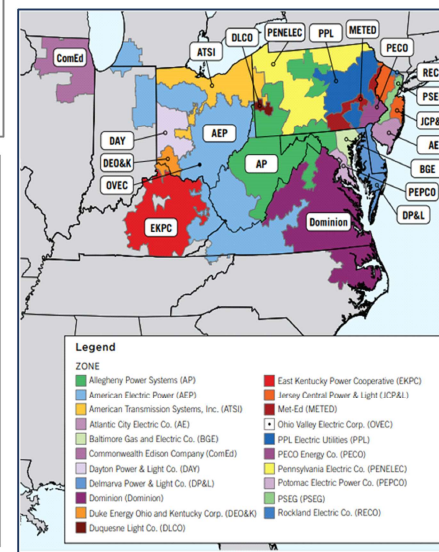 ComEd
ATSI
DLCO
PENELEC
PPL
METED
PECO
REC
PSE
JCP&
AE
BGE
PEPCO
DP&L
DAY
DEO&K
OVEC
AEP
AP
EKPC
Dominion
Legend
ZONE
Allegheny Power Systems (AP)
American Electric Power (AEP)
American Transmission Systems, Inc. (ATSI)
Atlantic City Electric Co. (AE)
Baltimore Gas and Electric Co. (BGE)
Commonwealth Edison Company (ComEd)
Dayton Power & Light Co. (DAY)
Delmarva Power & Light Co. (DP&L)
Dominion (Dominion)
Duke Energy Ohio and Kentucky Corp. (DEO&K)
Duquesne Light Co. (DLCO)
East Kentucky Power Cooperative (EKPC)
Jersey Central Power & Light (JCP&L)
Met-Ed (METED)
Ohio Valley Electric Corp. (OVEC)
PPL Electric Utilities (PPL)
PECO Energy Co. (PECO)
Pennsylvania Electric Co. (PENELEC)
Potomac Electric Power Co. (PEPCO)
PSEG (PSEG)
Rockland Electric Co. (RECO)